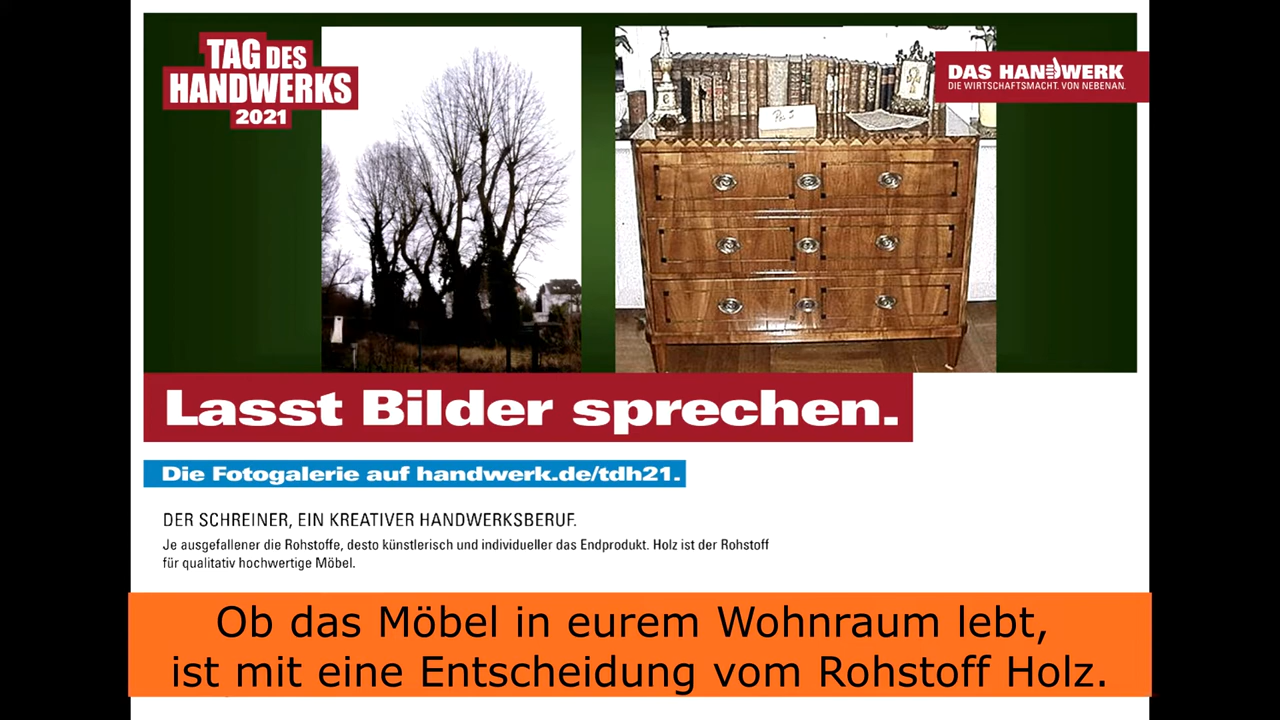 TAG DES
HANDWERKS
2021
DAS HANDWERK
DIE WIRTSCHAFTSMACHT. VON NEBENAN.
Lasst Bilder sprechen.
Die Fotogalerie auf handwerk.de/tdh21.
DER SCHREINER, EIN KREATIVER HANDWERKSBERUF.
Je ausgefallener die Rohstoffe, desto künstlerisch und individueller das Endprodukt. Holz ist der Rohstoff
für qualitativ hochwertige Möbel.
Ob das Möbel in eurem Wohnraum lebt,
ist mit eine Entscheidung vom Rohstoff Holz.